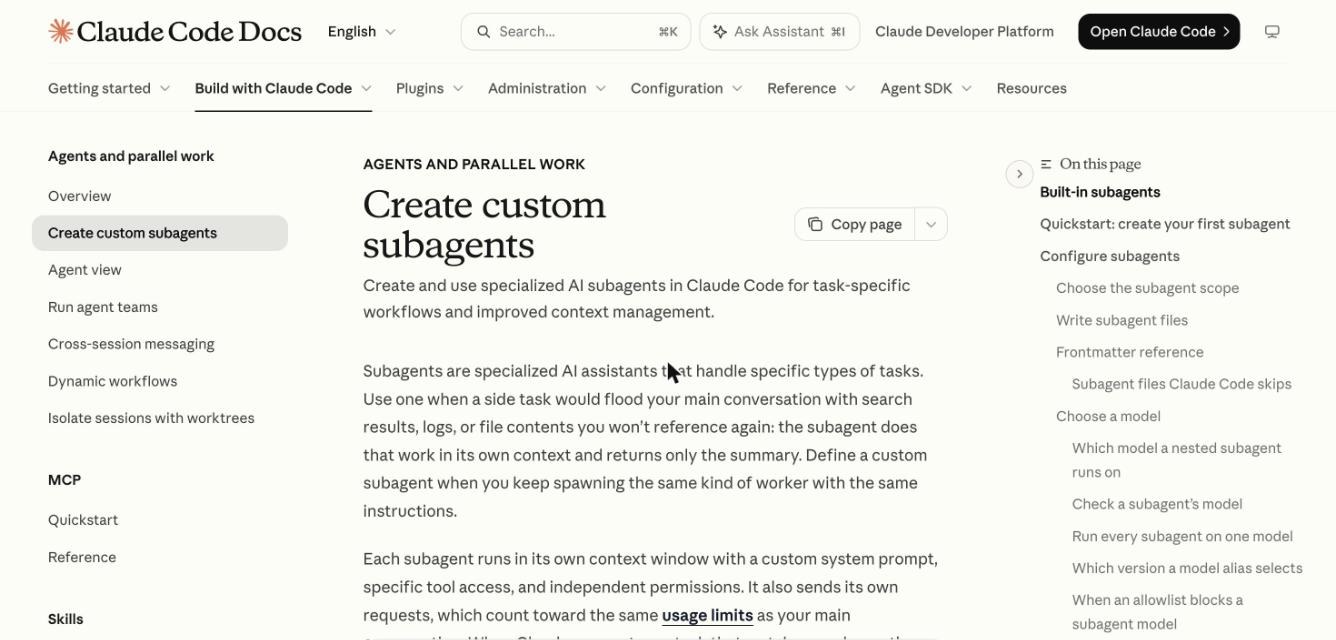 Claude Code Docs
English
Search...
⌘K
Ask Assistant ⌘I
Claude Developer Platform
Open Claude Code
Getting started
Build with Claude Code
Plugins
Administration
Configuration
Reference
Agent SDK
Resources
Agents and parallel work
Overview
Create custom subagents
Agent view
Run agent teams
Cross-session messaging
Dynamic workflows
Isolate sessions with worktrees
MCP
Quickstart
Reference
Skills
AGENTS AND PARALLEL WORK
Create custom
subagents
Copy page
Create and use specialized AI subagents in Claude Code for task-specific
workflows and improved context management.
Subagents are specialized AI assistants that handle specific types of tasks.
Use one when a side task would flood your main conversation with search
results, logs, or file contents you won't reference again: the subagent does
that work in its own context and returns only the summary. Define a custom
subagent when you keep spawning the same kind of worker with the same
instructions.
Each subagent runs in its own context window with a custom system prompt,
specific tool access, and independent permissions. It also sends its own
requests, which count toward the same usage limits as your main
On this page
Built-in subagents
Quickstart: create your first subagent
Configure subagents
Choose the subagent scope
Write subagent files
Frontmatter reference
Subagent files Claude Code skips
Choose a model
Which model a nested subagent
runs on
Check a subagent's model
Run every subagent on one model
Which version a model alias selects
When an allowlist blocks a
subagent model